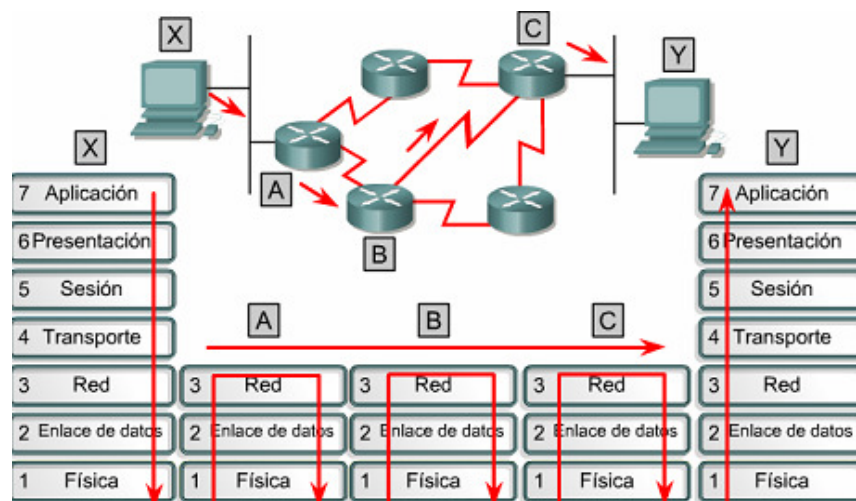 X
C
Y
A
B
X
Y
7 Aplicación
6 Presentación
5 Sesión
4 Transporte
3 Red
2 Enlace de datos
1 Física
A
B
C
3 Red
2 Enlace de datos
1 Física
3 Red
2 Enlace de datos
1 Física
3 Red
2 Enlace de datos
1 Física
7 Aplicación
6 Presentación
5 Sesión
4 Transporte
3 Red
2 Enlace de datos
1 Física